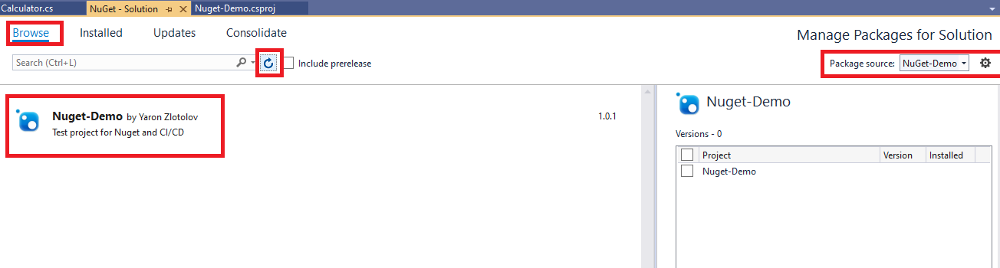 Calculator.cs NuGet - Solution Nuget-Demo.csproj
Browse Installed Updates Consolidate
Manage Packages for Solution
Search (Ctrl+L) Include prerelease Package source: NuGet-Demo
Nuget-Demo by Yaron Zlotolov 1.0.1
Test project for Nuget and CI/CD
Nuget-Demo
Versions - 0
Project Version Installed
Nuget-Demo